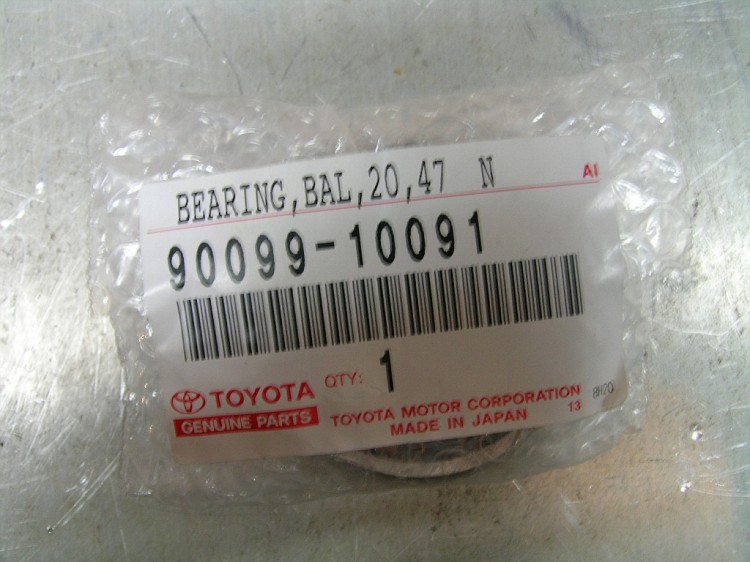 BEARING,BAL,20,47 N
AI
90099-10091
QTY: 1
TOYOTA
GENUINE PARTS
TOYOTA MOTOR CORPORATION
MADE IN JAPAN 13